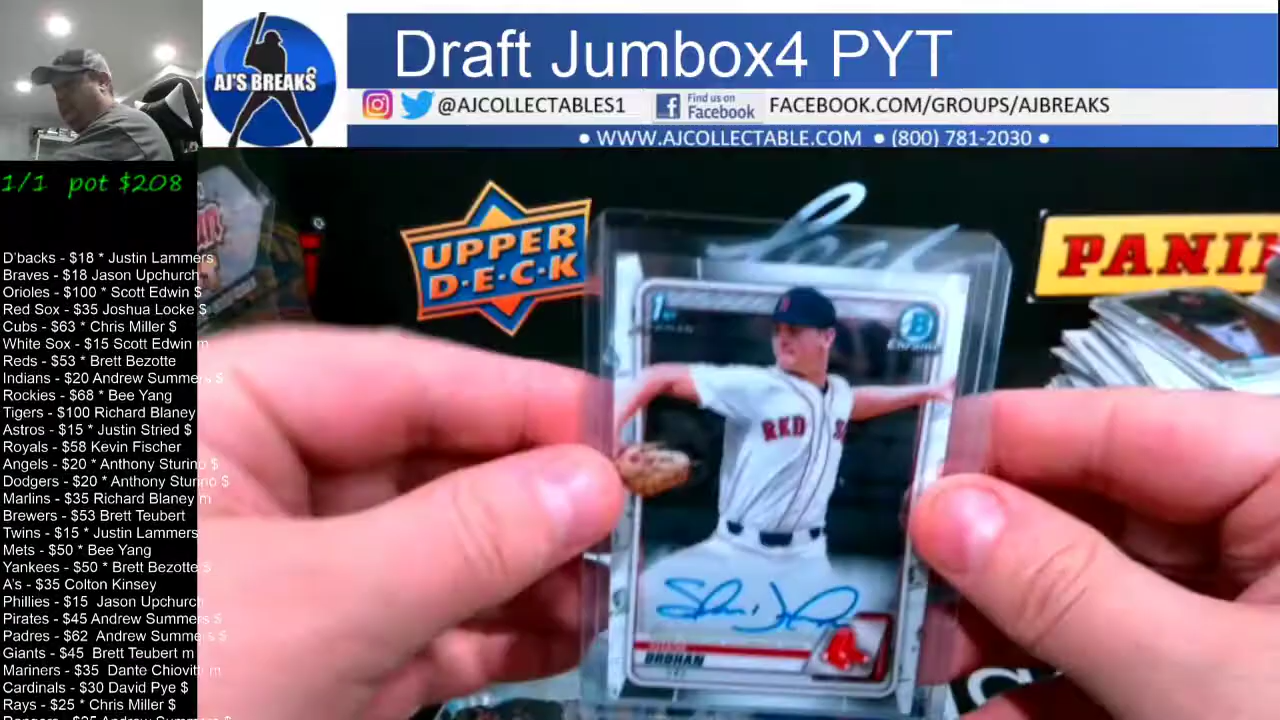 Draft Jumbox4 PYT
AJ'S BREAKS
@AJCOLLECTABLES1
Find us on
Facebook
FACEBOOK.COM/GROUPS/AJBREAKS
• WWW.AJCOLLECTABLE.COM • (800) 781-2030 •
1/1 pot $208
D'backs - $18 * Justin Lammers
Braves - $18 Jason Upchurch
Orioles - $100 * Scott Edwin $
Red Sox - $35 Joshua Locke $
Cubs - $63 * Chris Miller $
White Sox - $15 Scott Edwin m
Reds - $53 * Brett Bezotte
Indians - $20 Andrew Summers $
Rockies - $68 * Bee Yang
Tigers - $100 Richard Blaney
Astros - $15 * Justin Stried $
Royals - $58 Kevin Fischer
Angels - $20 * Anthony Sturino $
Dodgers - $20 * Anthony Sturino $
Marlins - $35 Richard Blaney m
Brewers - $53 Brett Teubert
Twins - $15 * Justin Lammers
Mets - $50 * Bee Yang
Yankees - $50 * Brett Bezotte $
A's - $35 Colton Kinsey
Phillies - $15 Jason Upchurch
Pirates - $45 Andrew Summers $
Padres - $62 Andrew Summers $
Giants - $45 Brett Teubert m
Mariners - $35 Dante Chiovitti m
Cardinals - $30 David Pye $
Rays - $25 * Chris Miller $
Rangers - $25 Andrew Summers $
UPPER
D·E·C·K
PANINI
1st
B
Chrome
RED S
DROHAN